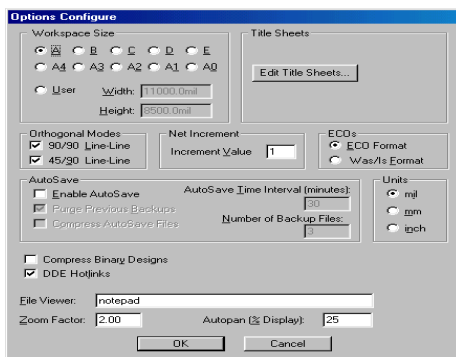 Options Configure
Workspace Size
A B C D E
A4 A3 A2 A1 A0
User Width: 11000.0mil
Height: 8500.0mil
Title Sheets
Edit Title Sheets...
Orthogonal Modes
90/90 Line-Line
45/90 Line-Line
Net Increment
Increment Value 1
ECOs
ECO Format
Was/Is Format
AutoSave
Enable AutoSave
Purge Previous Backups
Compress AutoSave Files
AutoSave Time Interval (minutes):
30
Number of Backup Files:
3
Units
mil
mm
inch
Compress Binary Designs
DDE Hotlinks
File Viewer: notepad
Zoom Factor: 2.00 Autopan (% Display): 25
OK Cancel